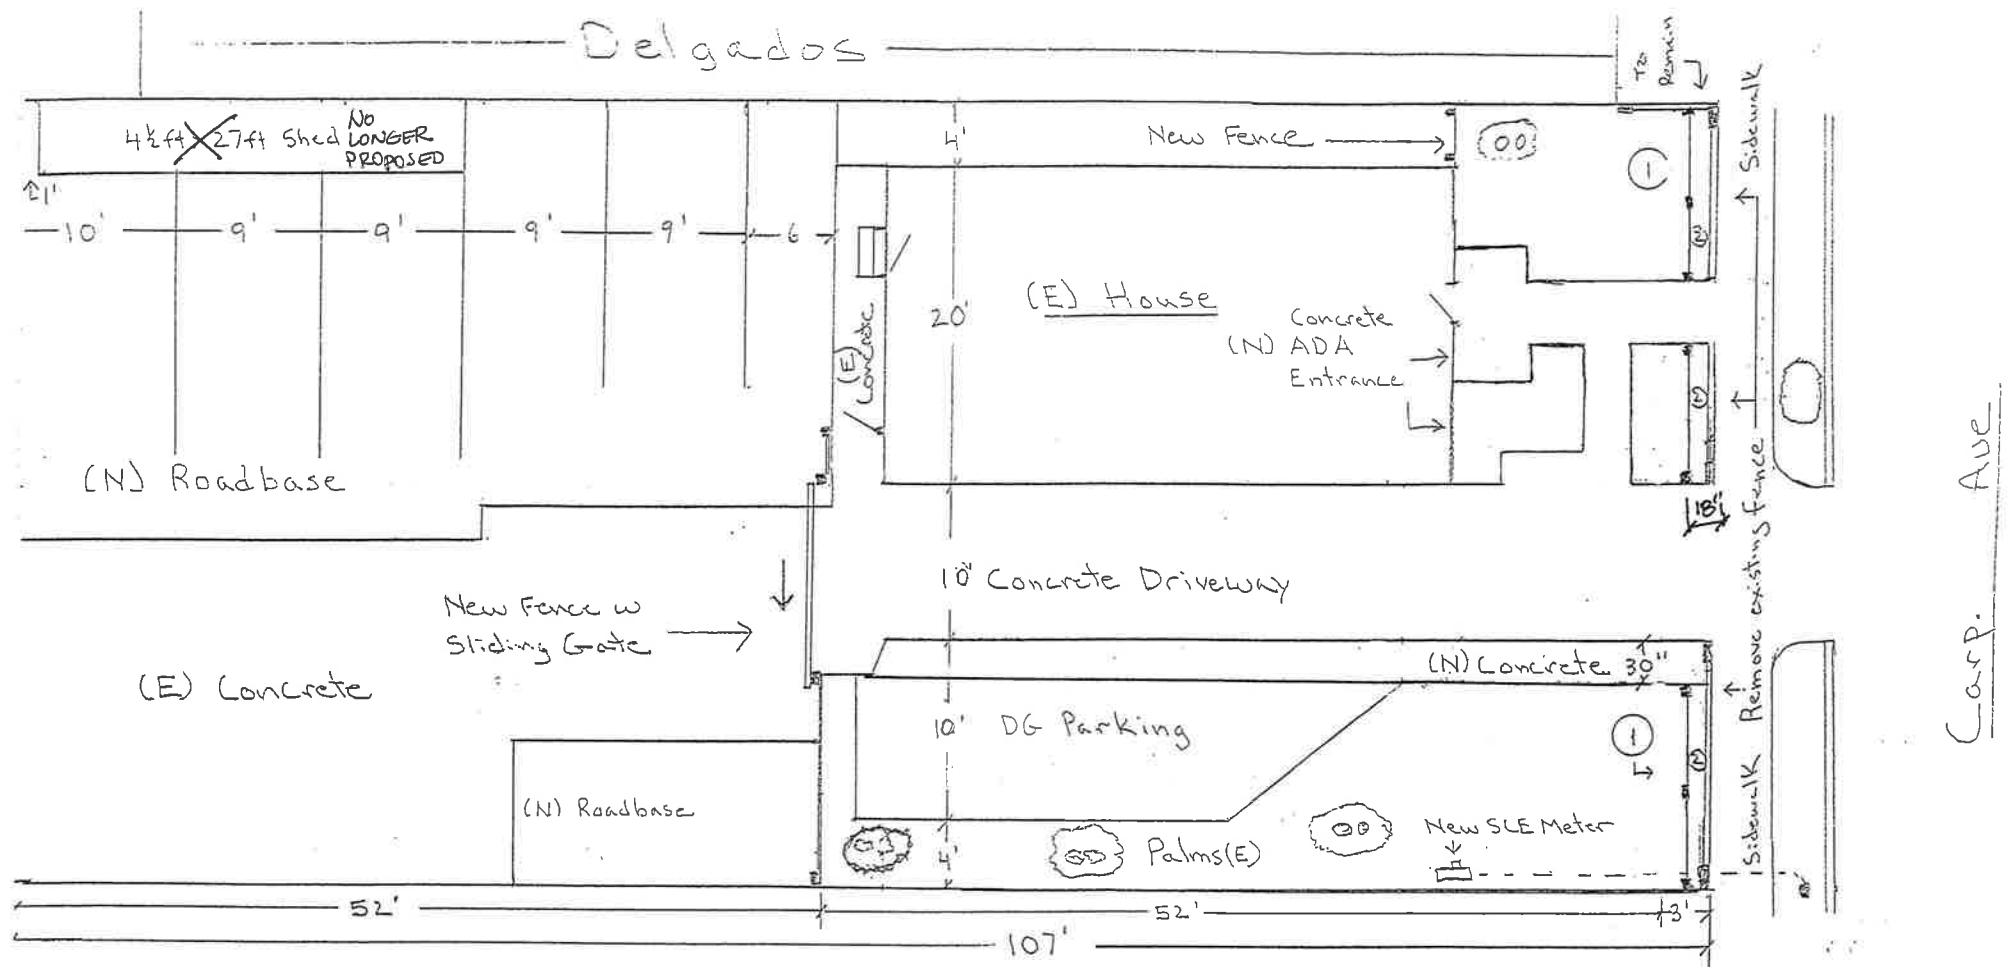 Delgados
To
Remain
4½ft X 27ft Shed
NO
LONGER
PROPOSED
1'
10'
9'
9'
9'
9'
6
4'
New Fence
1
Sidewalk
(N)
20'
(E) House
(E)
Concrete
Concrete
(N) ADA
Entrance
(N)
(N) Roadbase
18"
Remove existing fence
Carp. Ave
10' Concrete Driveway
New Fence w
Sliding Gate
(E) Concrete
(N) Concrete 30"
10' DG Parking
1
(N)
Sidewalk
(N) Roadbase
4'
Palms(E)
New SCE Meter
52'
52'
3'
107'